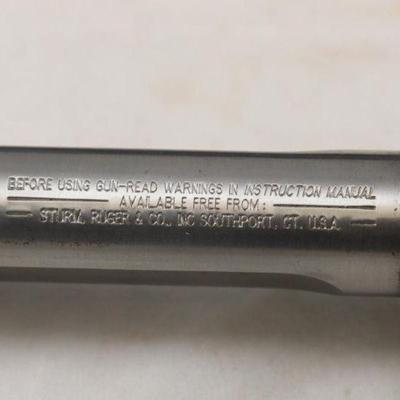 BEFORE USING GUN-READ WARNINGS IN INSTRUCTION MANUAL
AVAILABLE FREE FROM:
STURM, RUGER & CO., INC SOUTHPORT, CT. U.S.A.